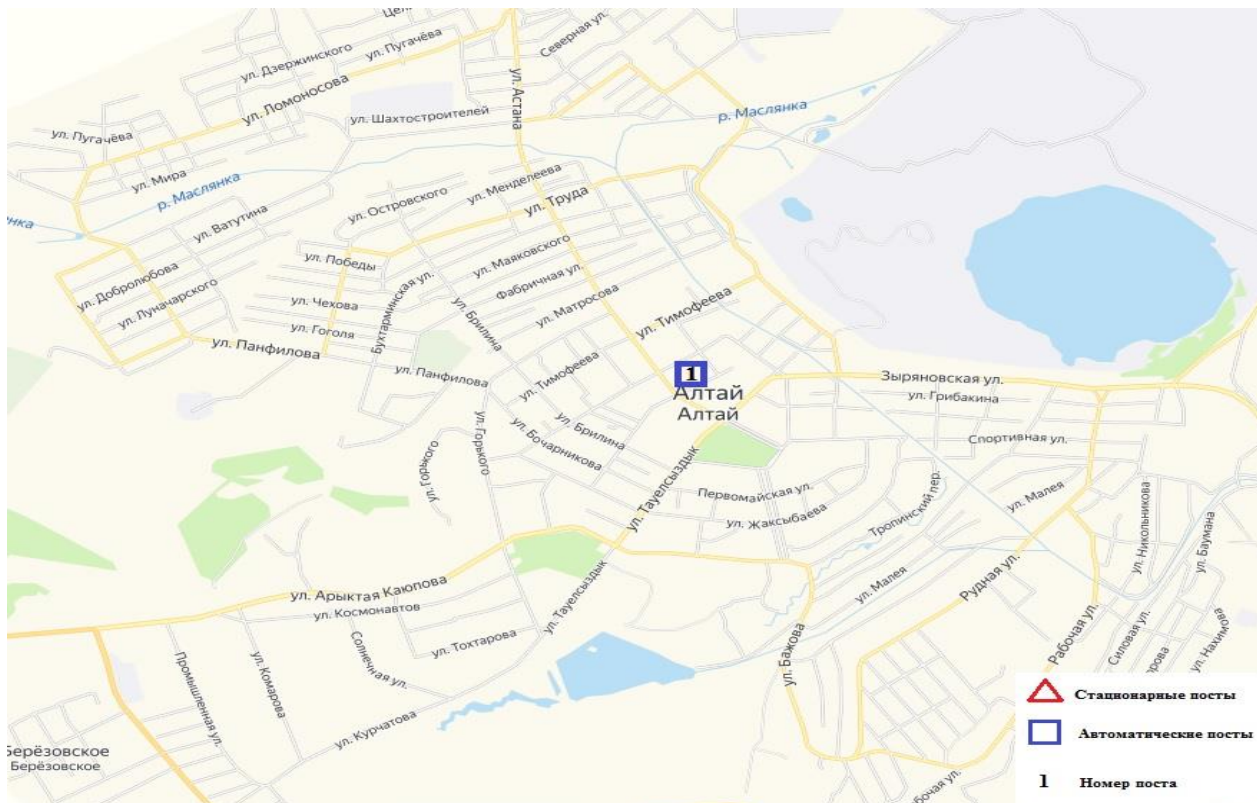 Северная ул.
ул. Пугачёва
ул. Дзержинского
ул. Ломоносова
ул. Астана
ул. Шахтостроителей
р. Маслянка
ул. Пугачёва
ул. Мира
р. Маслянка
ул. Менделеева
ул. Островского
ул. Труда
ул. Ватутина
ул. Победы
ул. Маяковского
ул. Добролюбова
Фабричная ул.
ул. Луначарского
ул. Чехова
Бухтарминская ул.
ул. Брилина
ул. Матросова
ул. Тимофеева
ул. Гоголя
ул. Панфилова
ул. Панфилова
ул. Тимофеева
1
Алтай
Алтай
Зыряновская ул.
ул. Грибакина
ул. Горького
ул. Горького
ул. Брилина
ул. Бочарникова
Спортивная ул.
ул. Тауелсыздык
Первомайская ул.
ул. Жаксыбаева
Тропинский пер.
ул. Малея
ул. Никольникова
ул. Баумана
ул. Арыктая Каюпова
ул. Космонавтов
ул. Тауелсыздык
ул. Малея
Рудная ул.
ул. Тохтарова
Солнечная ул.
ул. Комарова
Промышленная ул.
ул. Бажова
Рабочая ул.
Силовая ул.
ул. Нахимова
ул. Курчатова
Берёзовское
Берёзовское
Стационарные посты
Автоматические посты
1 Номер поста